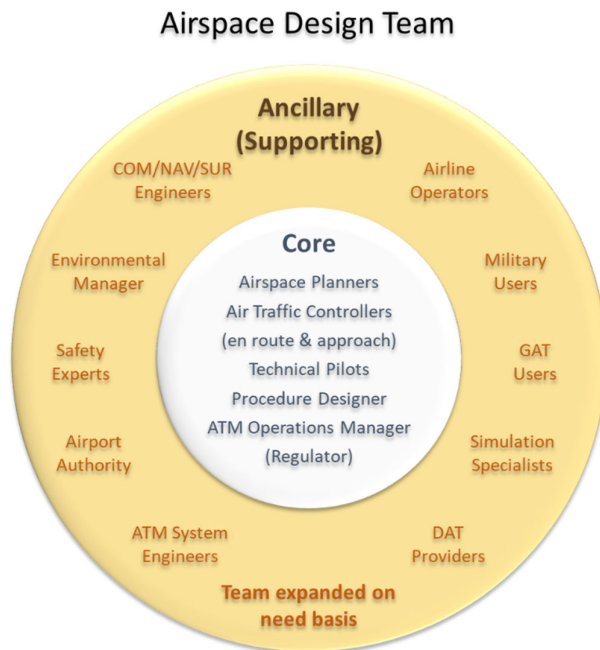 Airspace Design Team
Ancillary
(Supporting)
COM/NAV/SUR
Engineers
Airline
Operators
Environmental
Manager
Military
Users
Safety
Experts
GAT
Users
Airport
Authority
Simulation
Specialists
ATM System
Engineers
DAT
Providers
Core
Airspace Planners
Air Traffic Controllers
(en route & approach)
Technical Pilots
Procedure Designer
ATM Operations Manager
(Regulator)
Team expanded on
need basis